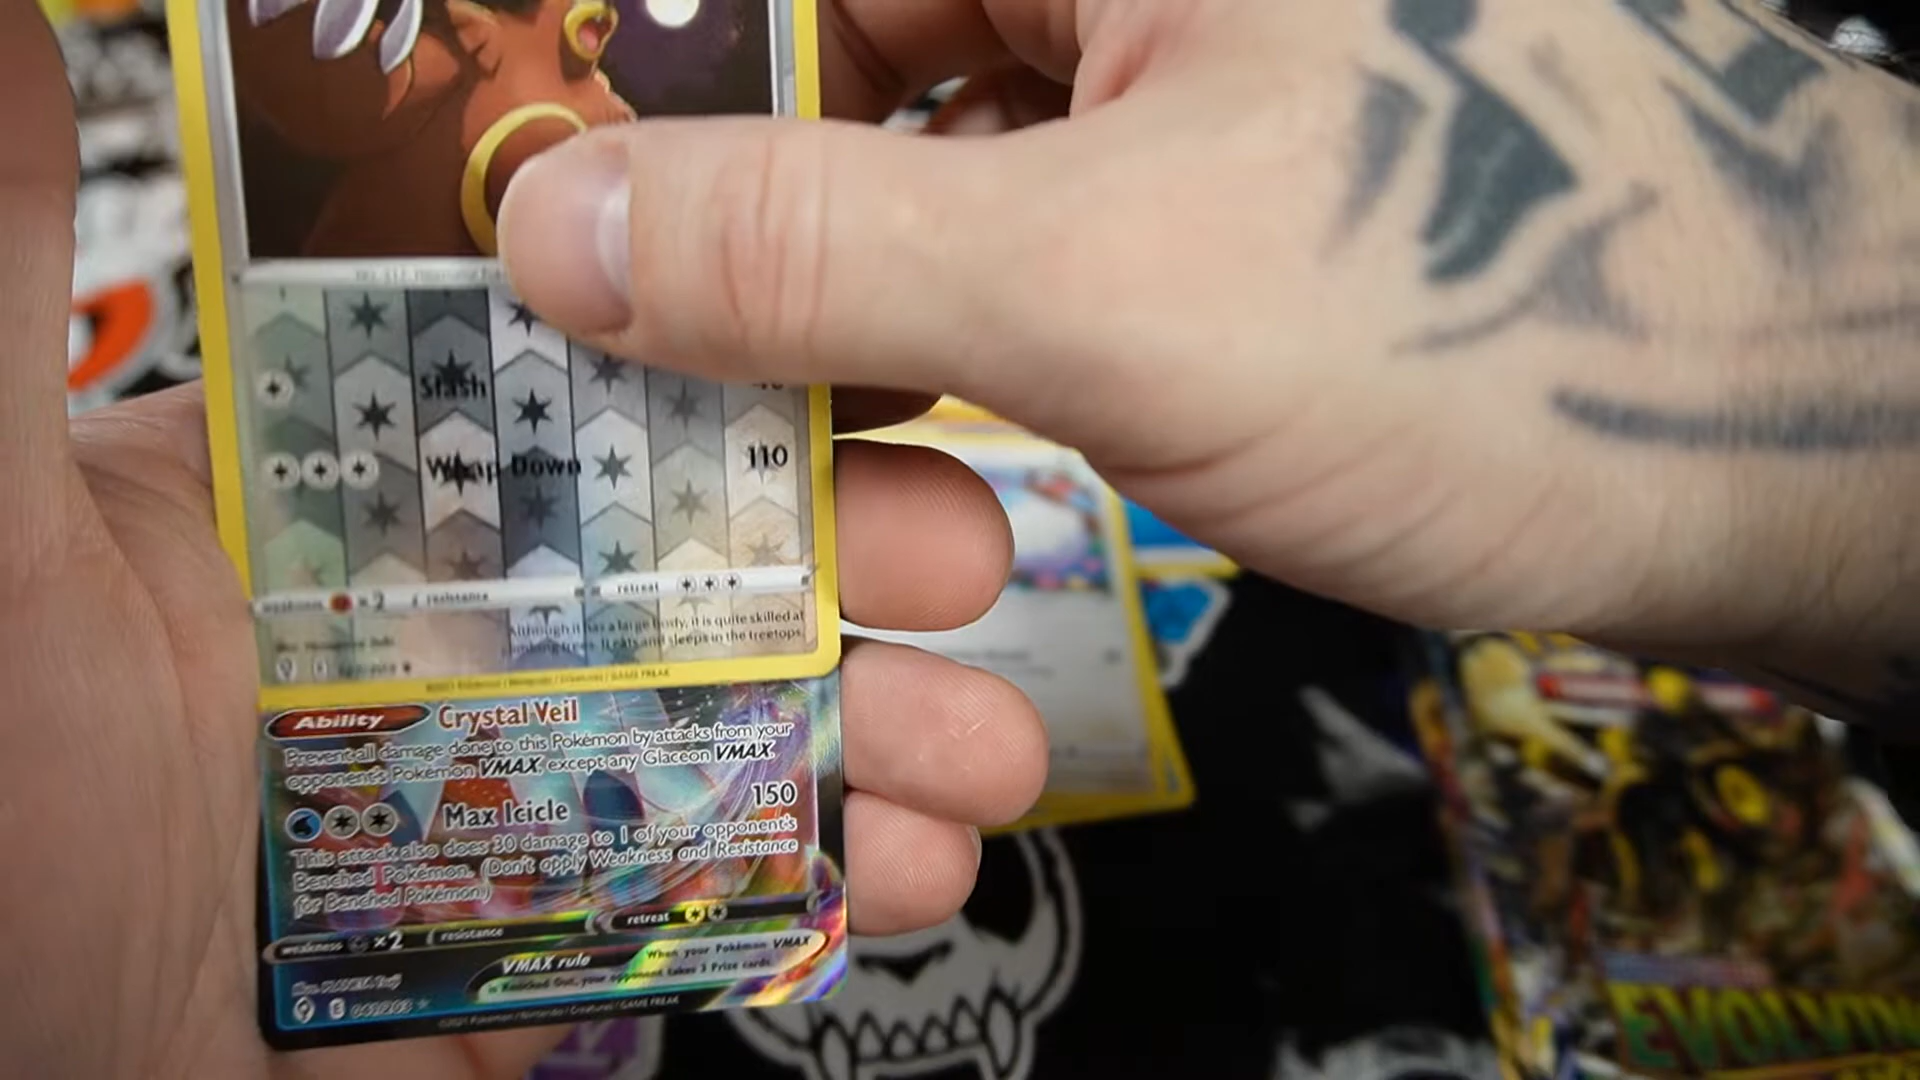 Slash
Whap Down 110
weakness ×2 resistance retreat
Although it has a large body, it is quite skilled at
climbing trees. It eats and sleeps in the treetops.
©2021 Pokémon / Nintendo / Creatures / GAME FREAK
Ability Crystal Veil
Prevent all damage done to this Pokémon by attacks from your
opponent's Pokémon VMAX, except any Glaceon VMAX.
Max Icicle 150
This attack also does 30 damage to 1 of your opponent's
Benched Pokémon. (Don't apply Weakness and Resistance
for Benched Pokémon.)
weakness ×2 resistance retreat
VMAX rule When your Pokémon VMAX
is Knocked Out, your opponent takes 3 Prize cards.
E 041/203
©2021 Pokémon / Nintendo / Creatures / GAME FREAK
EVOLVIN